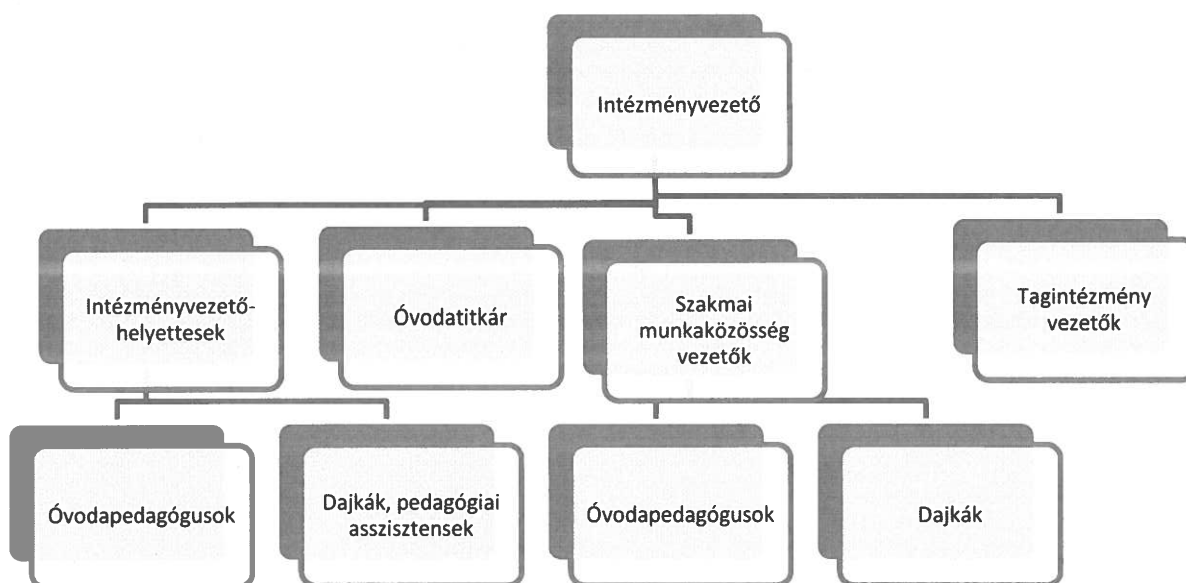 Intézményvezető
Intézményvezető-
helyettesek
Óvodatitkár
Szakmai
munkaközösség
vezetők
Tagintézmény
vezetők
Óvodapedagógusok
Dajkák, pedagógiai
asszisztensek
Óvodapedagógusok
Dajkák